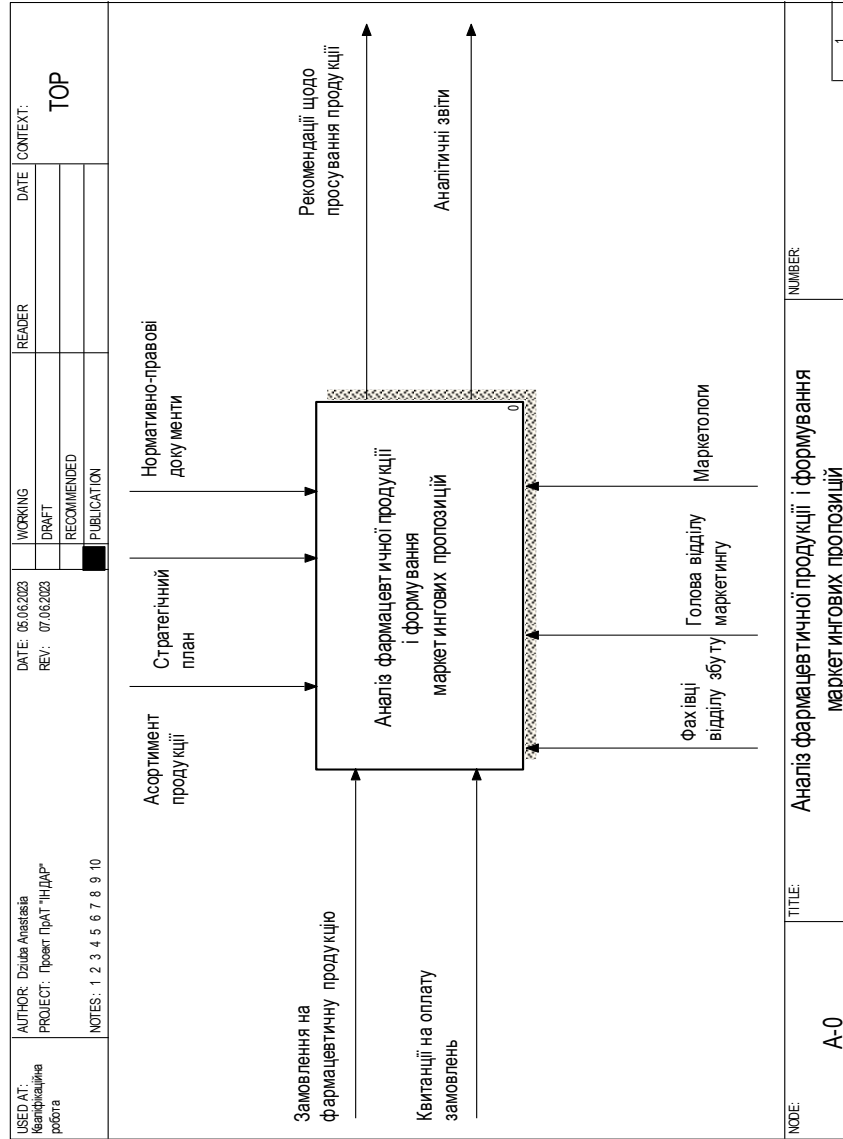 USED AT:
Кваліфікаційна
робота
AUTHOR: Dziuba Anastasia
PROJECT: Проект ПрАТ "ІНДАР"
NOTES: 1 2 3 4 5 6 7 8 9 10
DATE: 05.06.2023
REV: 07.06.2023
WORKING
DRAFT
RECOMMENDED
PUBLICATION
READER
DATE
CONTEXT:
TOP
Асортимент
продукції
Стратегічний
план
Нормативно-правові
документи
Замовлення на
фармацевтичну продукцію
Квитанції на оплату
замовлень
Аналіз фармацевтичної продукції
і формування
маркетингових пропозицій
0
Рекомендації щодо
просування продукції
Аналітичні звіти
Фахівці
відділу збуту
Голова відділу
маркетингу
Маркетологи
NODE:
A-0
TITLE:
Аналіз фармацевтичної продукції і формування
маркетингових пропозицій
NUMBER:
1